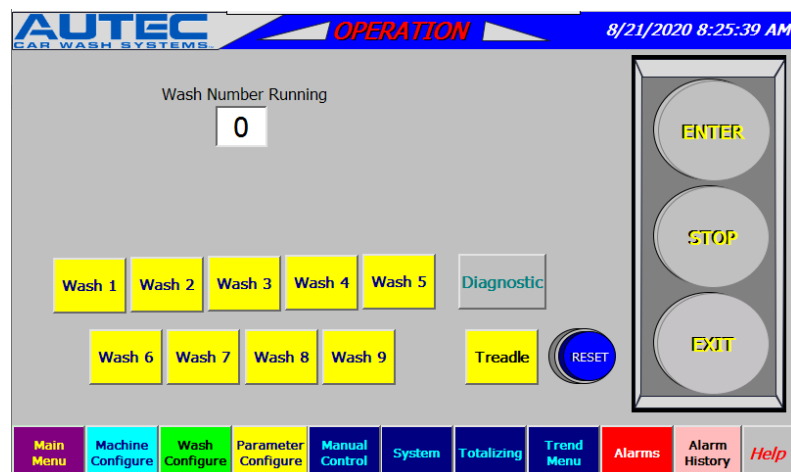 AUTEC
CAR WASH SYSTEMS
OPERATION
8/21/2020 8:25:39 AM
Wash Number Running
0
ENTER
STOP
EXIT
Wash 1
Wash 2
Wash 3
Wash 4
Wash 5
Diagnostic
Wash 6
Wash 7
Wash 8
Wash 9
Treadle
RESET
Main
Menu
Machine
Configure
Wash
Configure
Parameter
Configure
Manual
Control
System
Totalizing
Trend
Menu
Alarms
Alarm
History
Help